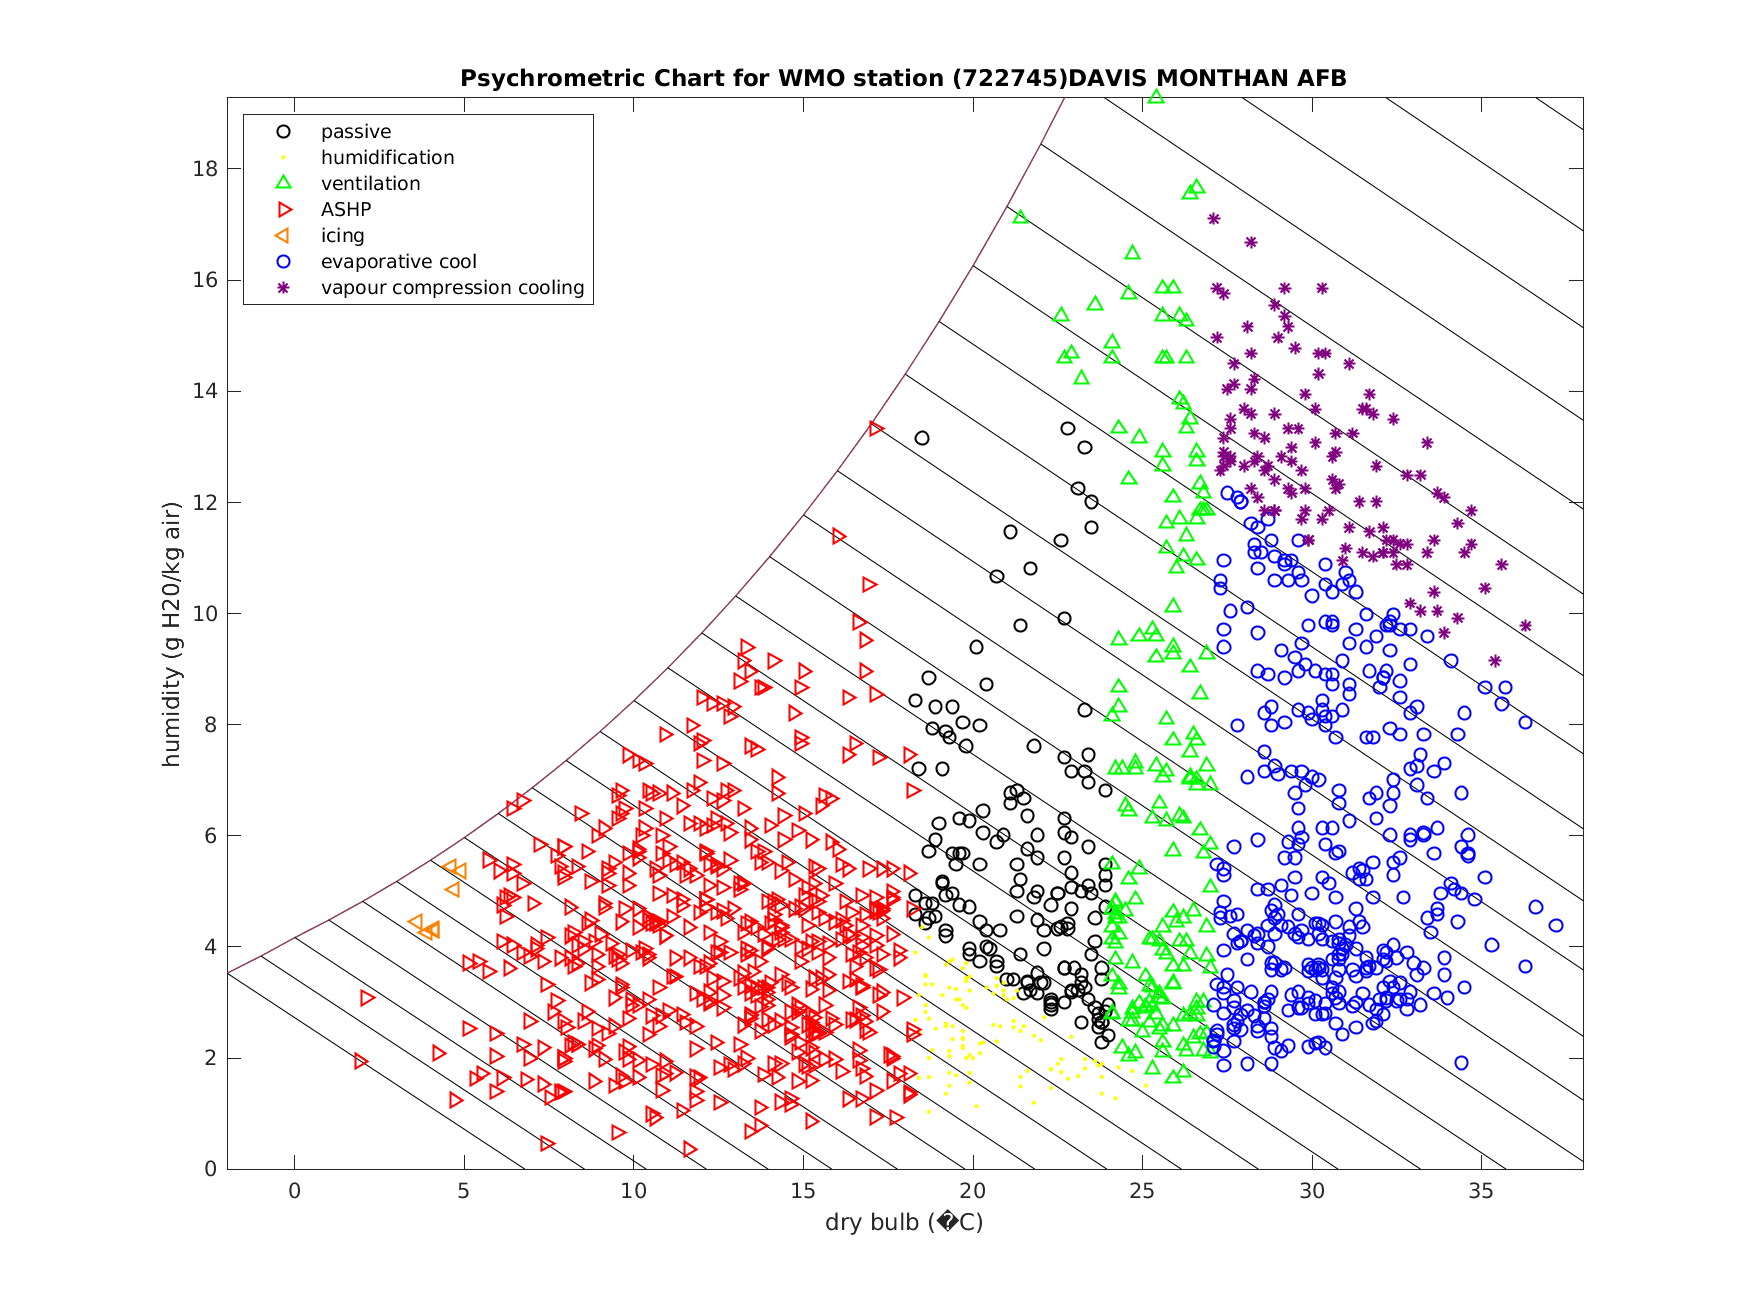 Psychrometric Chart for WMO station (722745)DAVIS MONTHAN AFB
passive
humidification
ventilation
ASHP
icing
evaporative cool
vapour compression cooling
humidity (g H20/kg air)
18
16
14
12
10
8
6
4
2
0
0 5 10 15 20 25 30 35
dry bulb (�C)